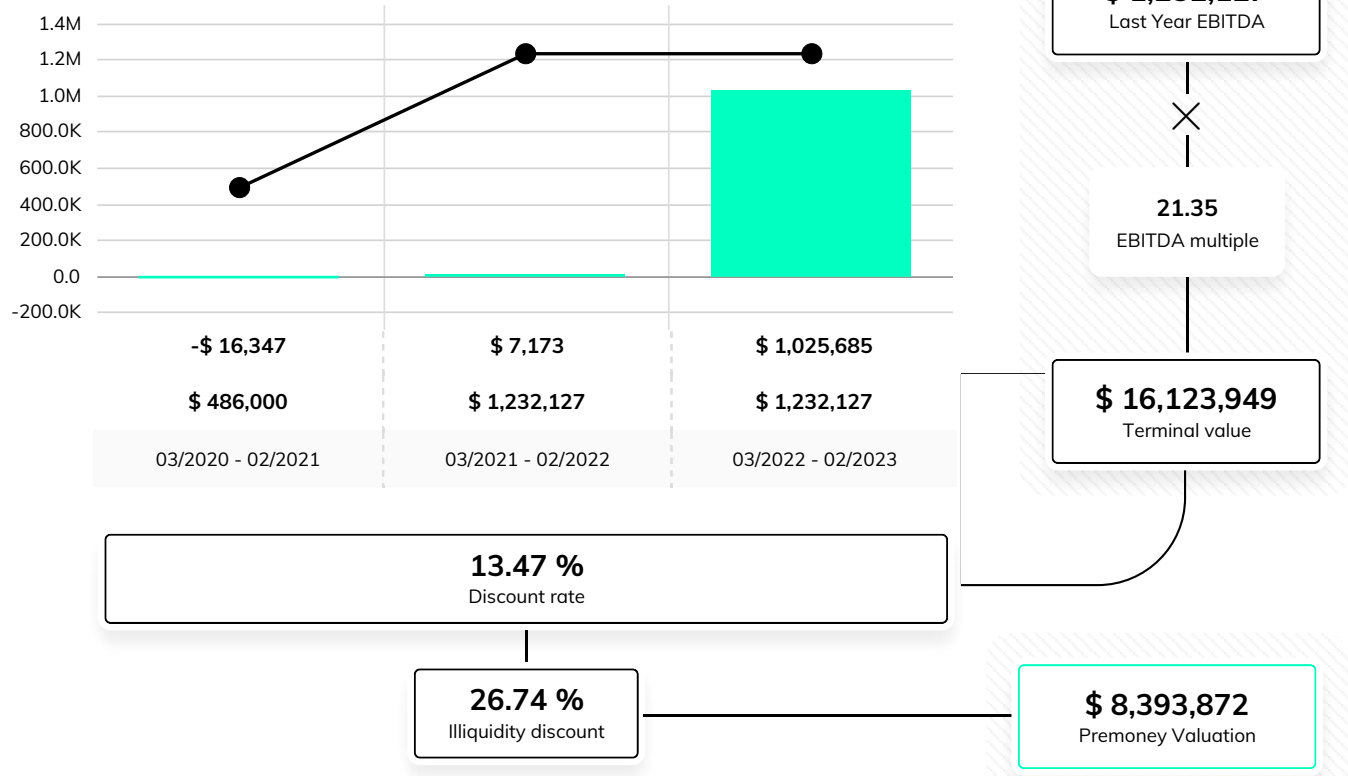 1.4M
1.2M
1.0M
800.0K
600.0K
400.0K
200.0K
0.0
-200.0K
-$ 16,347
$ 7,173
$ 1,025,685
$ 486,000
$ 1,232,127
$ 1,232,127
03/2020 - 02/2021
03/2021 - 02/2022
03/2022 - 02/2023
Last Year EBITDA
21.35
EBITDA multiple
$ 16,123,949
Terminal value
13.47 %
Discount rate
26.74 %
Illiquidity discount
$ 8,393,872
Premoney Valuation